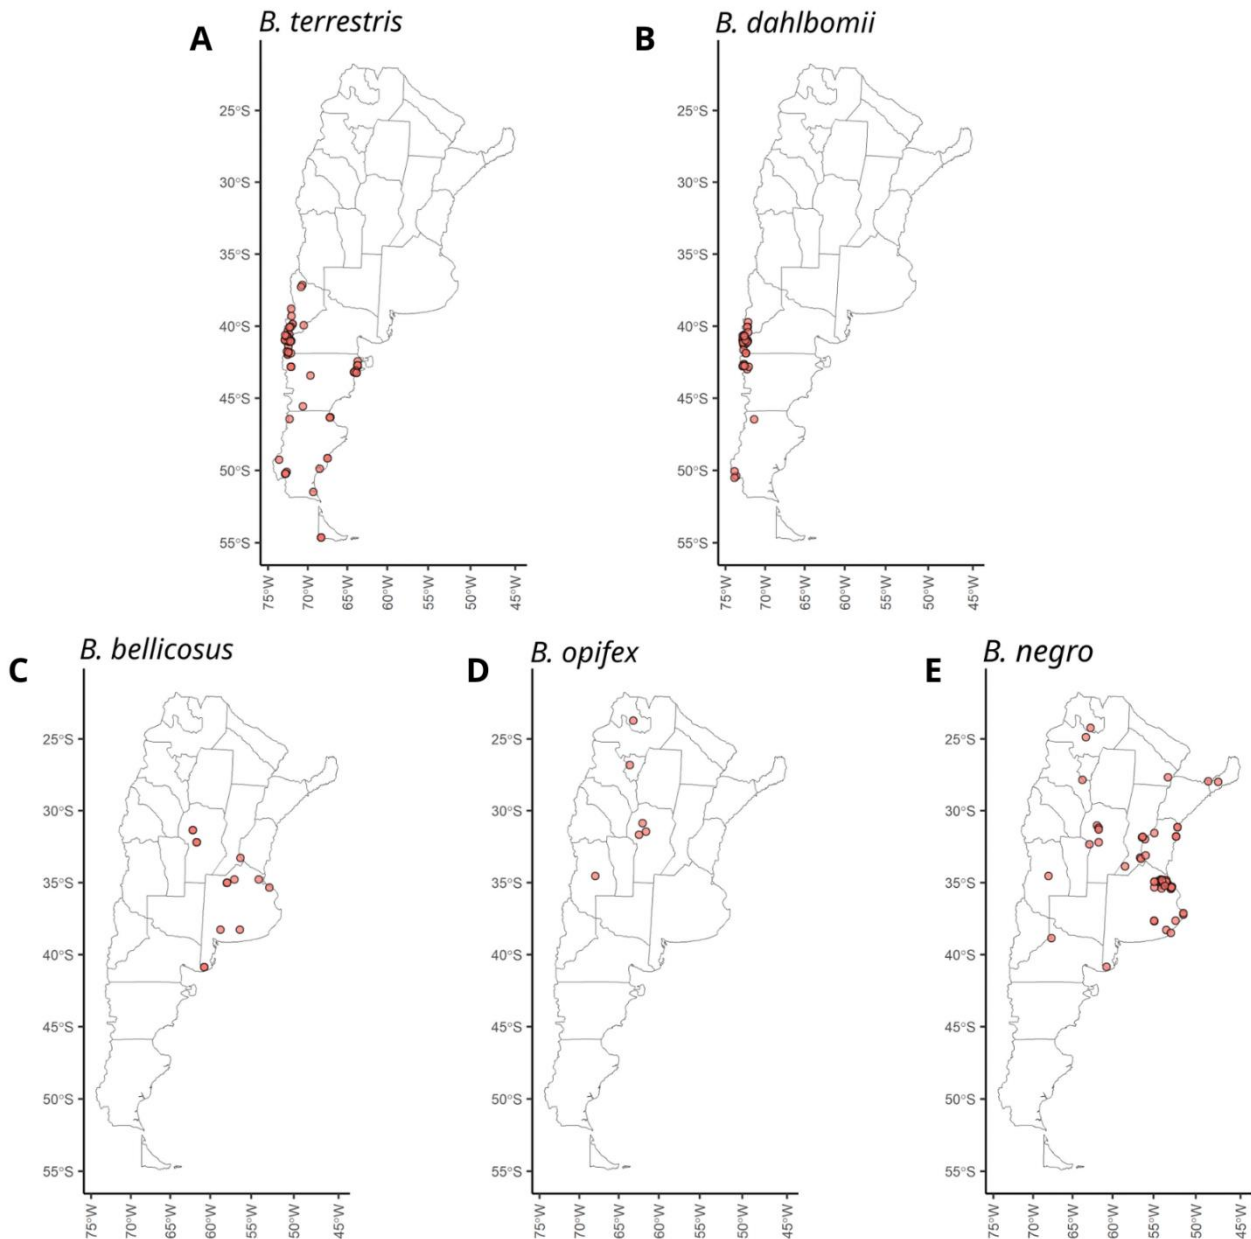 A
B. terrestris
25°S
30°S
35°S
40°S
45°S
50°S
55°S
75°W
70°W
65°W
60°W
55°W
50°W
45°W
B
B. dahlbomii
25°S
30°S
35°S
40°S
45°S
50°S
55°S
75°W
70°W
65°W
60°W
55°W
50°W
45°W
C
B. bellicosus
25°S
30°S
35°S
40°S
45°S
50°S
55°S
75°W
70°W
65°W
60°W
55°W
50°W
45°W
D
B. opifex
25°S
30°S
35°S
40°S
45°S
50°S
55°S
75°W
70°W
65°W
60°W
55°W
50°W
45°W
E
B. negro
25°S
30°S
35°S
40°S
45°S
50°S
55°S
75°W
70°W
65°W
60°W
55°W
50°W
45°W